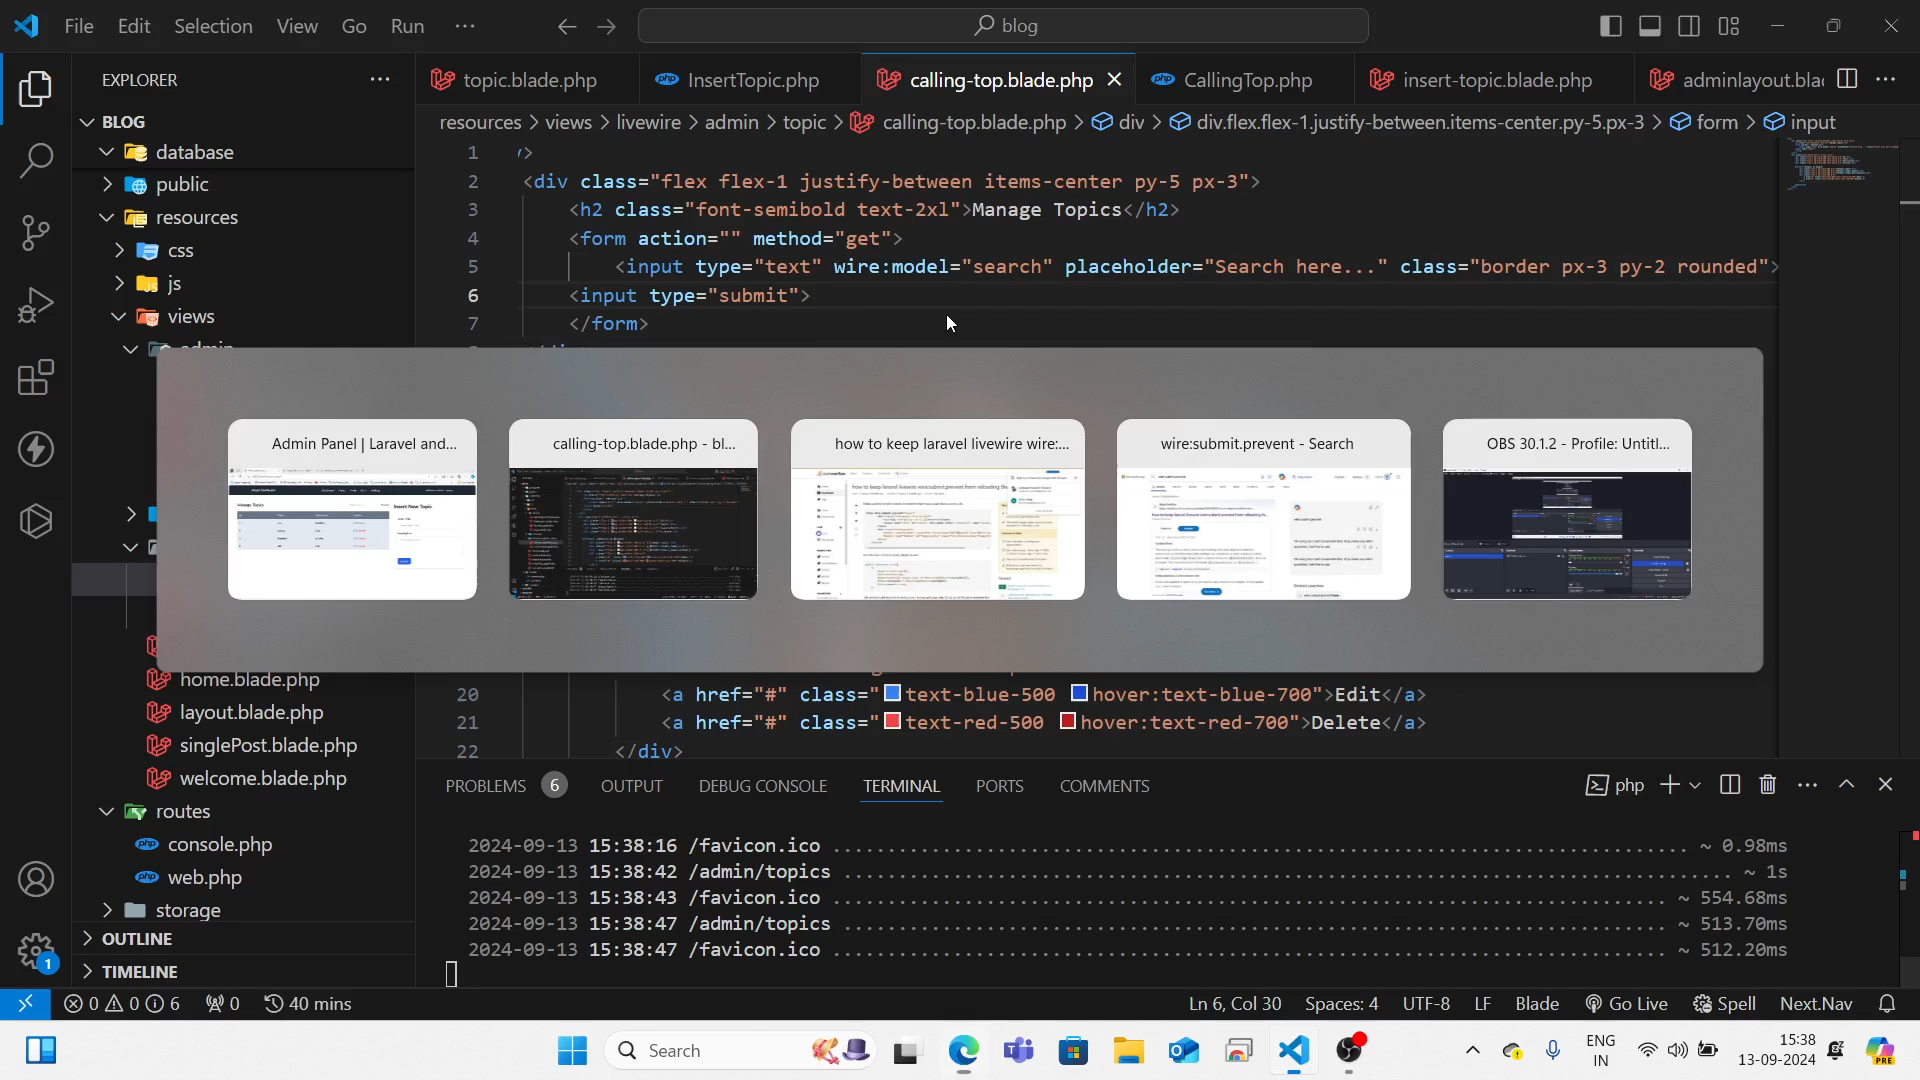 File Edit Selection View Go Run ···
blog
EXPLORER ···
topic.blade.php InsertTopic.php calling-top.blade.php CallingTop.php insert-topic.blade.php adminlayout.blac ···
resources > views > livewire > admin > topic > calling-top.blade.php > div > div.flex.flex-1.justify-between.items-center.py-5.px-3 > form > input
BLOG
database
public
resources
css
js
views
admin
home.blade.php
layout.blade.php
singlePost.blade.php
welcome.blade.php
routes
console.php
web.php
storage
OUTLINE
TIMELINE
1 />
2 <div class="flex flex-1 justify-between items-center py-5 px-3">
3 <h2 class="font-semibold text-2xl">Manage Topics</h2>
4 <form action="" method="get">
5 <input type="text" wire:model="search" placeholder="Search here..." class="border px-3 py-2 rounded">
6 <input type="submit">
7 </form>
Admin Panel | Laravel and...
calling-top.blade.php - bl...
how to keep laravel livewire wire:...
wire:submit.prevent - Search
OBS 30.1.2 - Profile: Untitl...
Manage Topics
Insert New Topic
20 <a href="#" class="text-blue-500 hover:text-blue-700">Edit</a>
21 <a href="#" class="text-red-500 hover:text-red-700">Delete</a>
22 </div>
PROBLEMS 6 OUTPUT DEBUG CONSOLE TERMINAL PORTS COMMENTS
php ···
2024-09-13 15:38:16 /favicon.ico ~ 0.98ms
2024-09-13 15:38:42 /admin/topics ~ 1s
2024-09-13 15:38:43 /favicon.ico ~ 554.68ms
2024-09-13 15:38:47 /admin/topics ~ 513.70ms
2024-09-13 15:38:47 /favicon.ico ~ 512.20ms
1
0 0 6 0 40 mins
Ln 6, Col 30 Spaces: 4 UTF-8 LF Blade Go Live Spell Next.Nav
Search
ENG
IN
15:38
13-09-2024
PRE